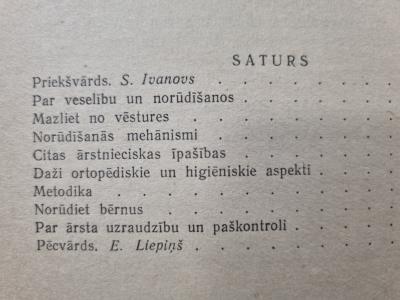 SATURS
Priekšvārds. S. Ivanovs . . . . . . .
Par veselību un norūdīšanos . . . . . .
Mazliet no vēstures . . . . . . .
Norūdīšanās mehānismi . . . . . . .
Citas ārstnieciskas īpašības . . . . . .
Daži ortopēdiskie un higiēniskie aspekti . . . .
Metodika . . . . . . . . . .
Norūdiet bērnus . . . . . . . .
Par ārsta uzraudzību un paškontroli . . . .
Pēcvārds. E. Liepiņš . . . . . . .